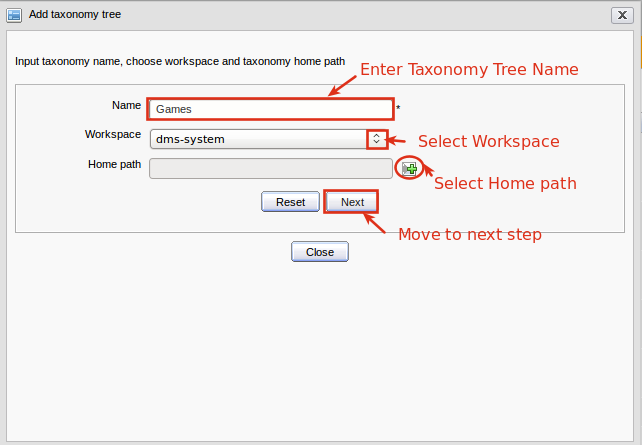 Add taxonomy tree
Input taxonomy name, choose workspace and taxonomy home path
Enter Taxonomy Tree Name
Name Games *
Workspace dms-system Select Workspace
Home path
Select Home path
Reset Next
Move to next step
Close